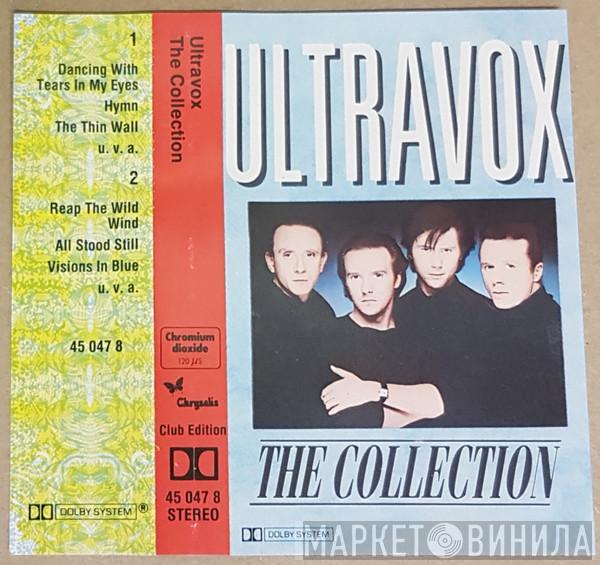 1
Dancing With
Tears In My Eyes
Hymn
The Thin Wall
u. v. a.
2
Reap The Wild
Wind
All Stood Still
Visions In Blue
u. v. a.
45 047 8
DOLBY SYSTEM ®
Ultravox
The Collection
Chromium
dioxide
120 µS
Chrysalis
Club Edition
45 047 8
STEREO
ULTRAVOX
THE COLLECTION
DOLBY SYSTEM
МАРКЕТ ВИНИЛА